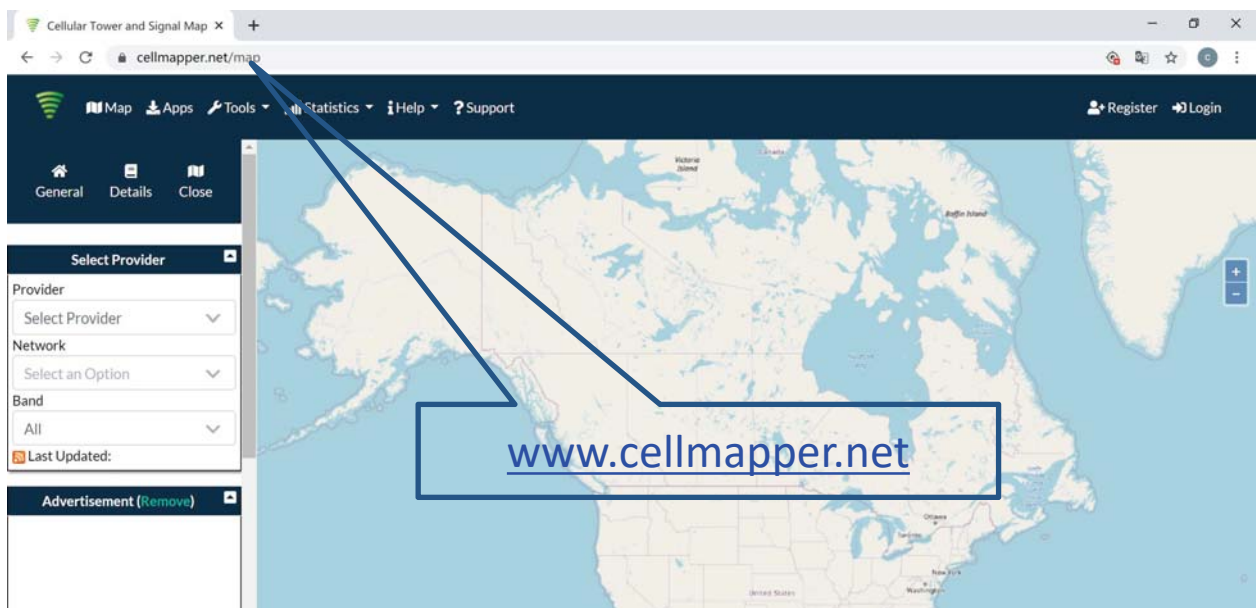 Cellular Tower and Signal Map
cellmapper.net/map
Map Apps Tools Statistics Help ? Support Register Login
General Details Close
Select Provider
Provider
Select Provider
Network
Select an Option
Band
All
Last Updated:
Advertisement (Remove)
Victoria
Island
Canada
Baffin Island
www.cellmapper.net
Ottawa
Toronto
New York
Washington
United States